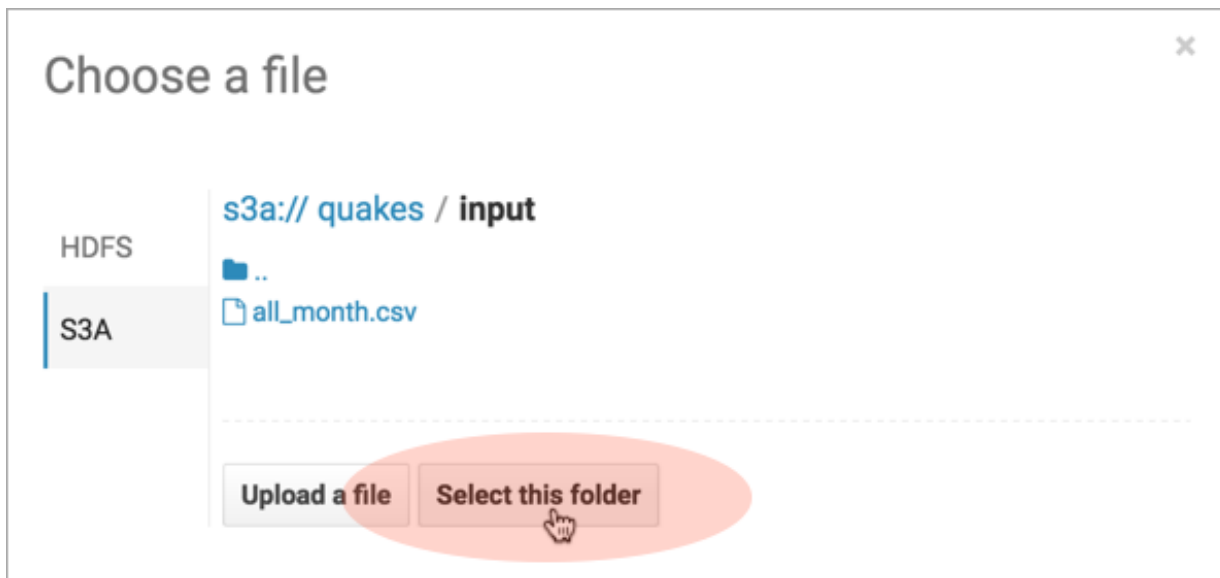 Choose a file
×
s3a:// quakes / input
HDFS
..
all_month.csv
S3A
Upload a file
Select this folder